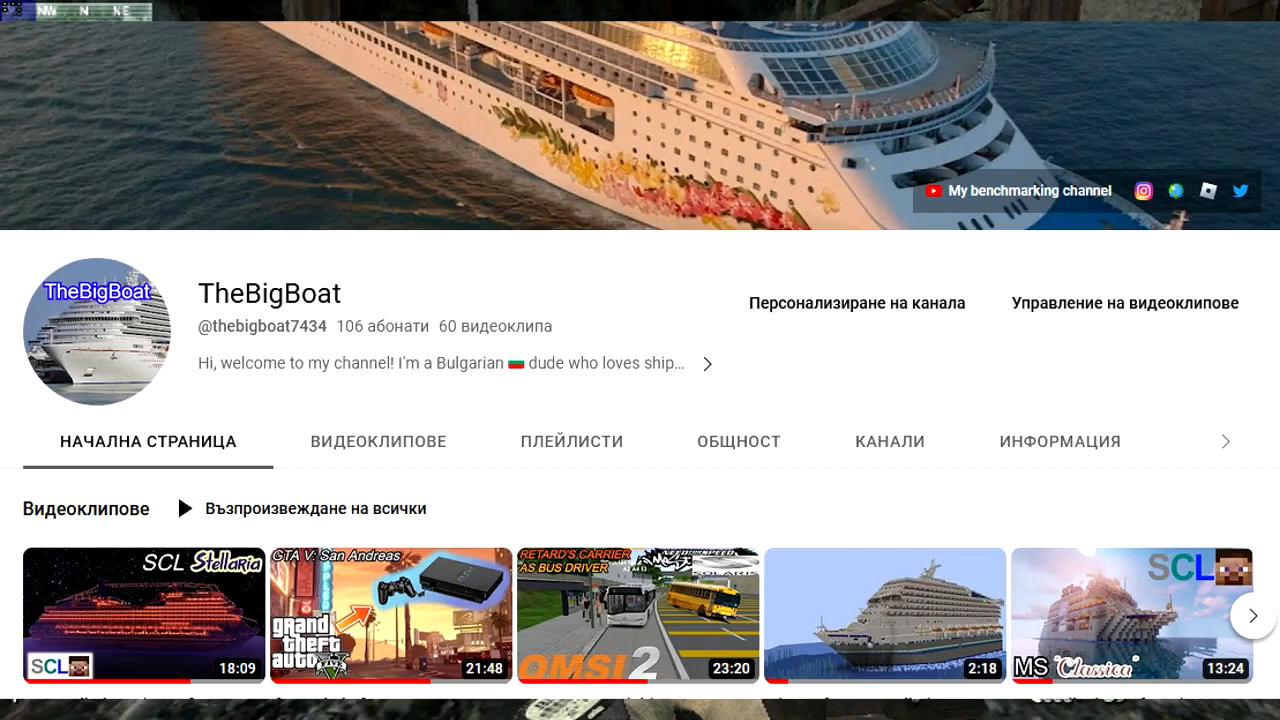 NW N NE
My benchmarking channel
TheBigBoat
TheBigBoat
@thebigboat7434 106 абонати 60 видеоклипа
Hi, welcome to my channel! I'm a Bulgarian 🇧🇬 dude who loves ship...
Персонализиране на канала
Управление на видеоклипове
НАЧАЛНА СТРАНИЦА ВИДЕОКЛИПОВЕ ПЛЕЙЛИСТИ ОБЩНОСТ КАНАЛИ ИНФОРМАЦИЯ
Видеоклипове
Възпроизвеждане на всички
SCL Stellaria
SCL
18:09
GTA V: San Andreas
grand
theft
auto V
21:48
RETARD'S CARRIER
AS BUS DRIVER
NEED FOR SPEED
OMSI 2
23:20
2:18
SCL
MS "Classica"
13:24